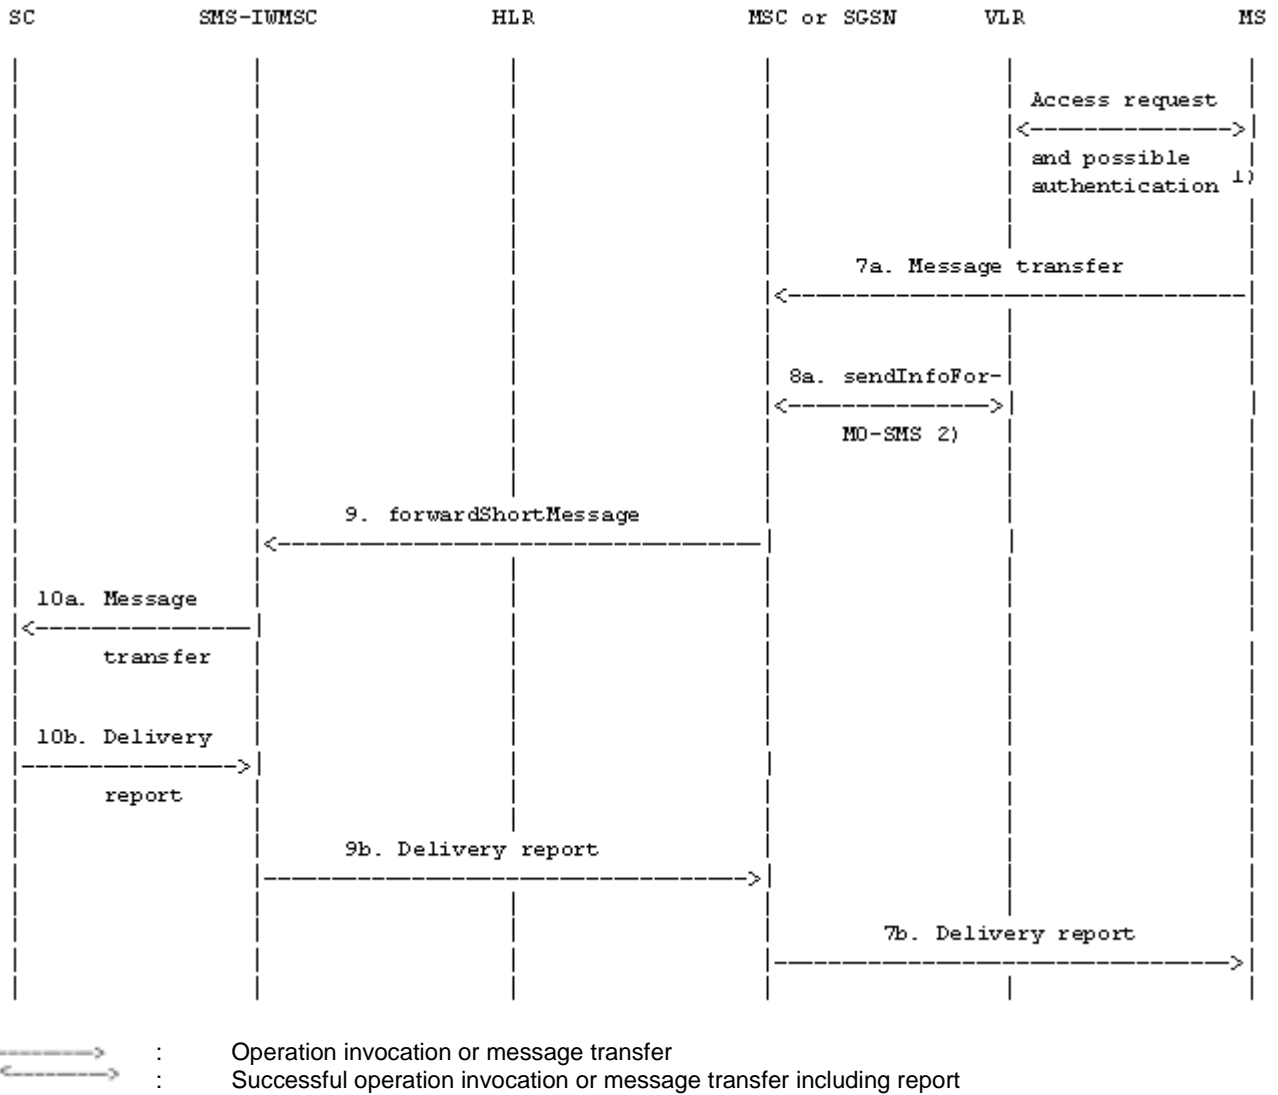 SC SMS-IWMSC HLR MSC or SGSN VLR MS
Access request
and possible
authentication 1)
7a. Message transfer
8a. sendInfoFor-
MO-SMS 2)
9. forwardShortMessage
10a. Message
transfer
10b. Delivery
report
9b. Delivery report
7b. Delivery report
: Operation invocation or message transfer
: Successful operation invocation or message transfer including report